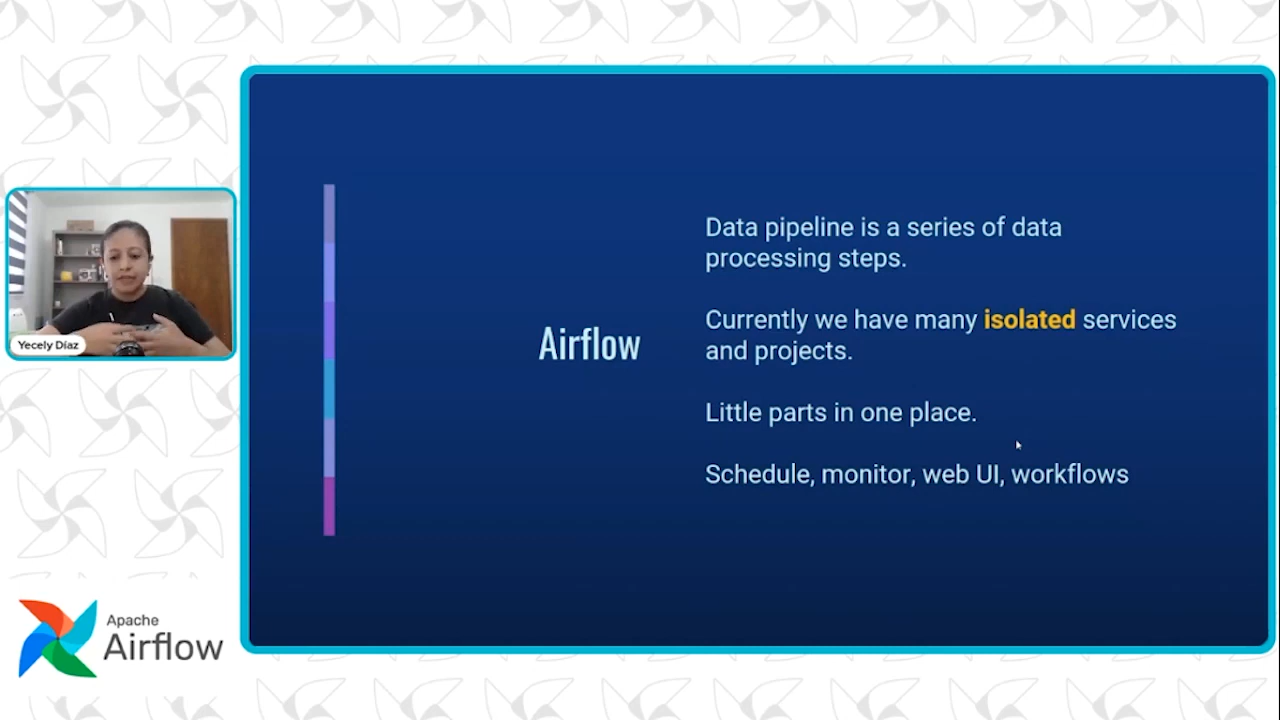 Data pipeline is a series of data
processing steps.
Currently we have many isolated services
and projects.
Airflow
Little parts in one place.
Schedule, monitor, web UI, workflows
Yecely Díaz
Apache
Airflow